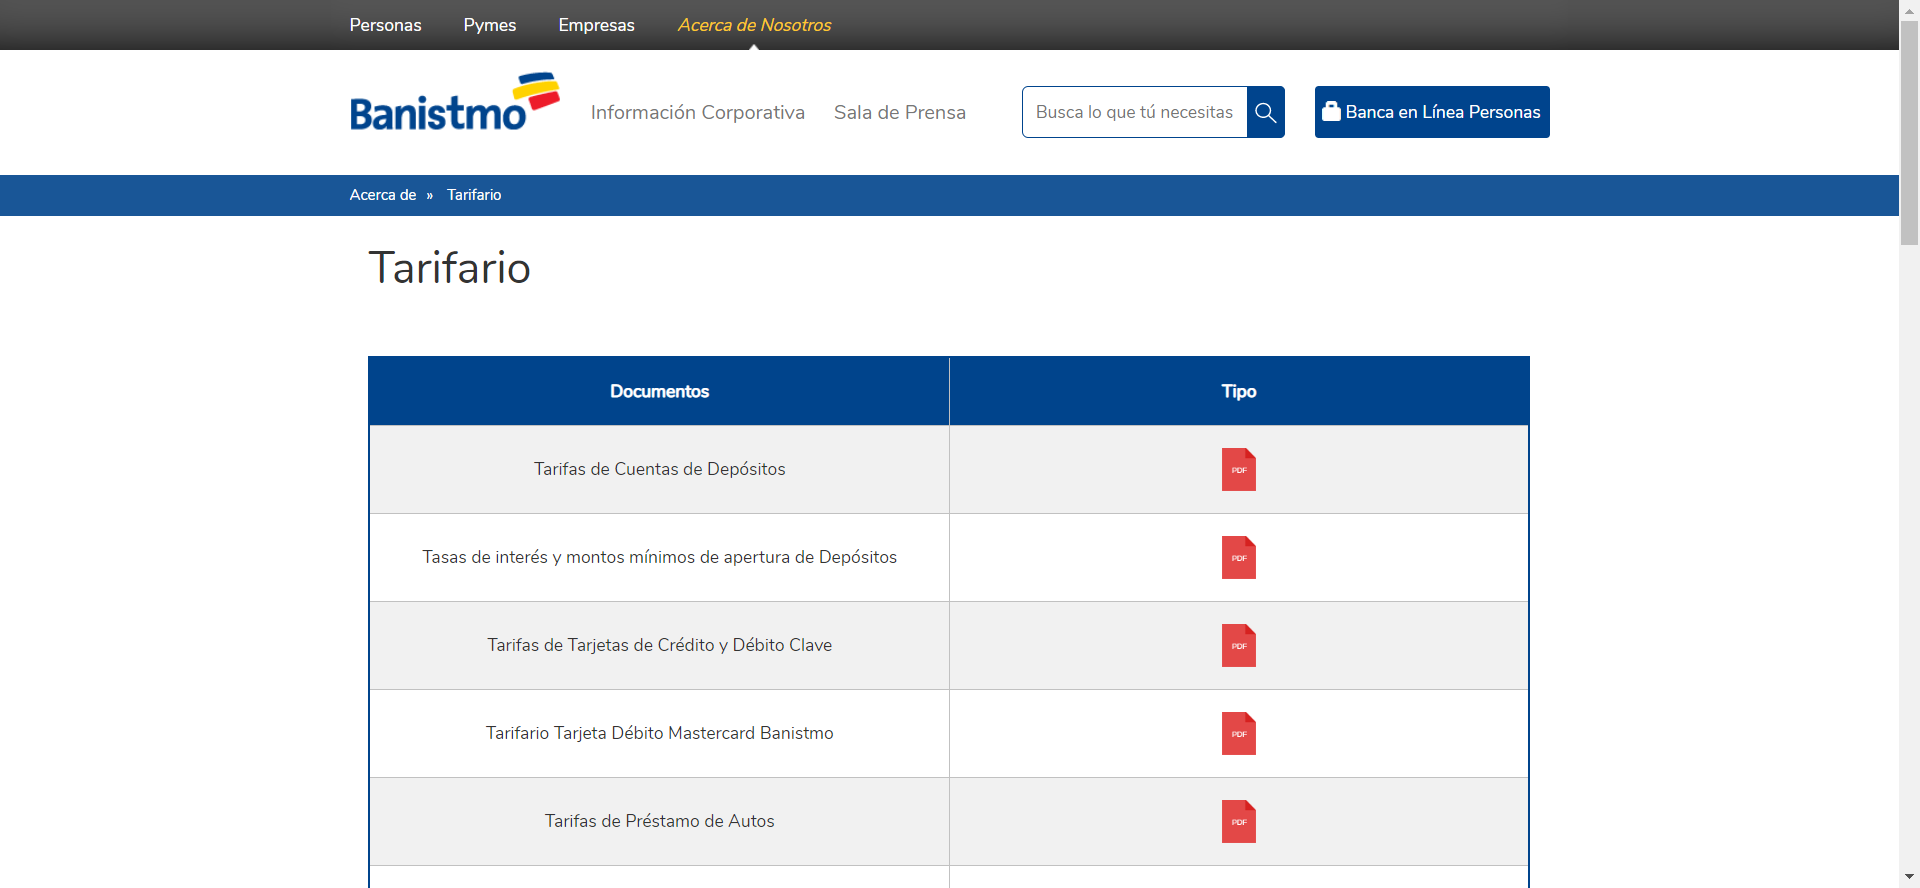 Personas Pymes Empresas Acerca de Nosotros
Banistmo Información Corporativa Sala de Prensa Busca lo que tú necesitas Banca en Línea Personas
Acerca de » Tarifario
Tarifario
Documentos Tipo
Tarifas de Cuentas de Depósitos PDF
Tasas de interés y montos mínimos de apertura de Depósitos PDF
Tarifas de Tarjetas de Crédito y Débito Clave PDF
Tarifario Tarjeta Débito Mastercard Banistmo PDF
Tarifas de Préstamo de Autos PDF